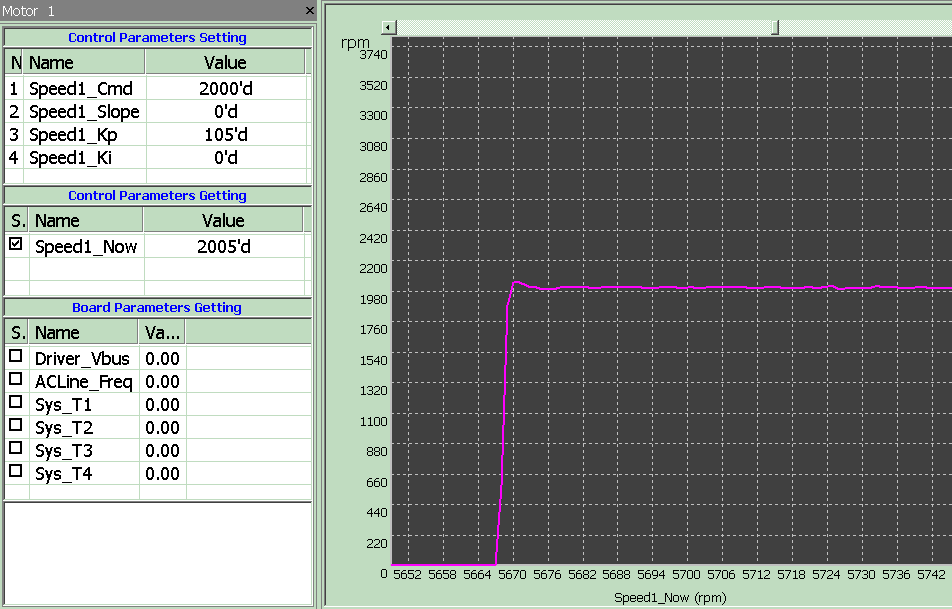 Motor 1
Control Parameters Setting
N Name Value
1 Speed1_Cmd 2000'd
2 Speed1_Slope 0'd
3 Speed1_Kp 105'd
4 Speed1_Ki 0'd
Control Parameters Getting
S. Name Value
Speed1_Now 2005'd
Board Parameters Getting
S. Name Va...
Driver_Vbus 0.00
ACLine_Freq 0.00
Sys_T1 0.00
Sys_T2 0.00
Sys_T3 0.00
Sys_T4 0.00
rpm
3740
3520
3300
3080
2860
2640
2420
2200
1980
1760
1540
1320
1100
880
660
440
220
0 5652 5658 5664 5670 5676 5682 5688 5694 5700 5706 5712 5718 5724 5730 5736 5742
Speed1_Now (rpm)